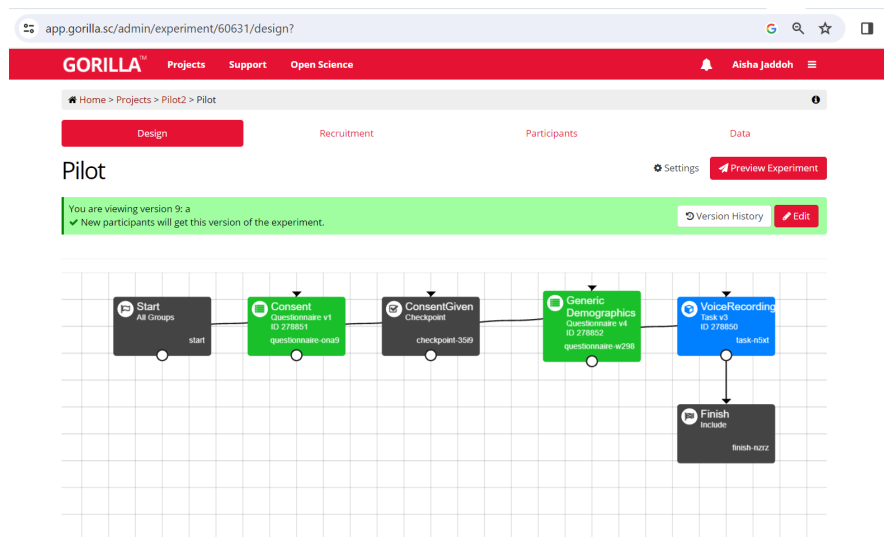 app.gorilla.sc/admin/experiment/60631/design?
GORILLA™ Projects Support Open Science Aisha Jaddoh
Home > Projects > Pilot2 > Pilot
Design Recruitment Participants Data
Pilot Settings Preview Experiment
You are viewing version 9: a
New participants will get this version of the experiment.
Version History Edit
Start
All Groups
start
Consent
Questionnaire v1
ID 278851
questionnaire-ona9
ConsentGiven
Checkpoint
checkpoint-35i9
Generic
Demographics
Questionnaire v4
ID 278852
questionnaire-w298
VoiceRecording
Task v3
ID 278850
task-n5xt
Finish
Include
finish-nzrz